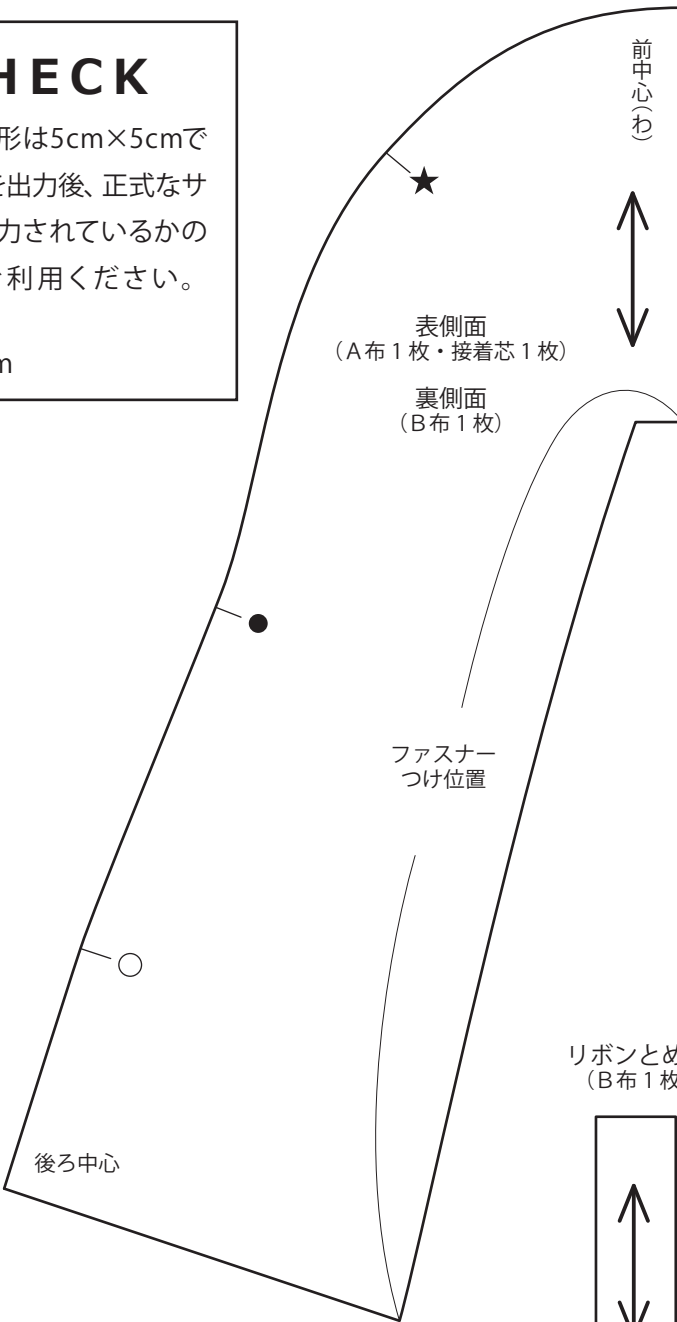 HECK
形は5cm×5cmで
を出力後、正式なサ
力されているかの
利用ください。
m
前中心(わ)
★
表側面
（A布1枚・接着芯1枚）
裏側面
（B布1枚）
●
ファスナー
つけ位置
○
リボンとめ
（B布1枚
後ろ中心